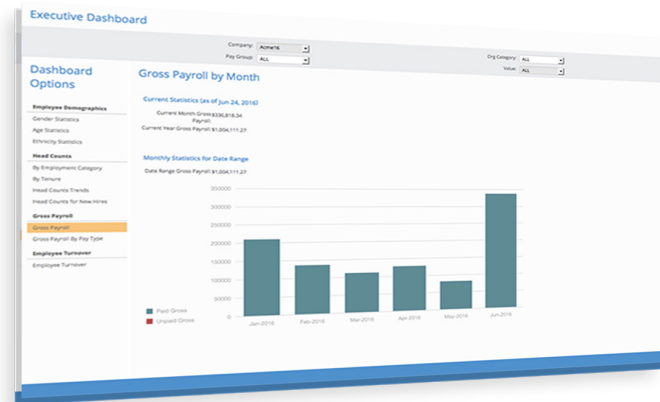 Executive Dashboard
Company: Acme16
Pay Group: ALL
Org Category: ALL
Value: ALL
Dashboard
Options
Employee Demographics
Gender Statistics
Age Statistics
Ethnicity Statistics
Head Counts
By Employment Category
By Tenure
Head Counts Trends
Head Counts for New Hires
Gross Payroll
Gross Payroll
Gross Payroll By Pay Type
Employee Turnover
Employee Turnover
Gross Payroll by Month
Current Statistics (as of Jun 24, 2016)
Current Month Gross $336,818.34
Payroll:
Current Year Gross Payroll: $1,004,111.27
Monthly Statistics for Date Range
Date Range Gross Payroll: $1,004,111.27
350000
300000
250000
200000
150000
100000
50000
0
Jan-2016 Feb-2016 Mar-2016 Apr-2016 May-2016 Jun-2016
Paid Gross
Unpaid Gross